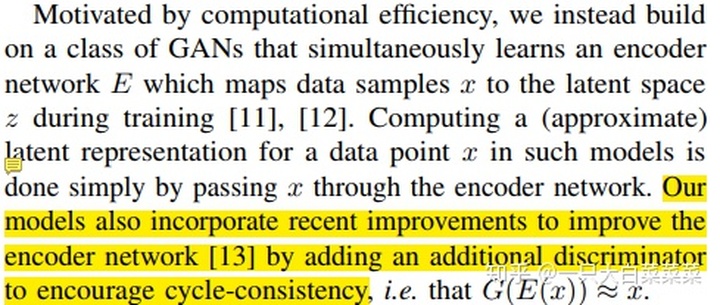 Motivated by computational efficiency, we instead build
on a class of GANs that simultaneously learns an encoder
network E which maps data samples x to the latent space
z during training [11], [12]. Computing a (approximate)
latent representation for a data point x in such models is
done simply by passing x through the encoder network. Our
models also incorporate recent improvements to improve the
encoder network [13] by adding an additional discriminator
to encourage cycle-consistency, i.e. that G(E(x)) ≈ x.
知乎 @一只大白菜菜菜